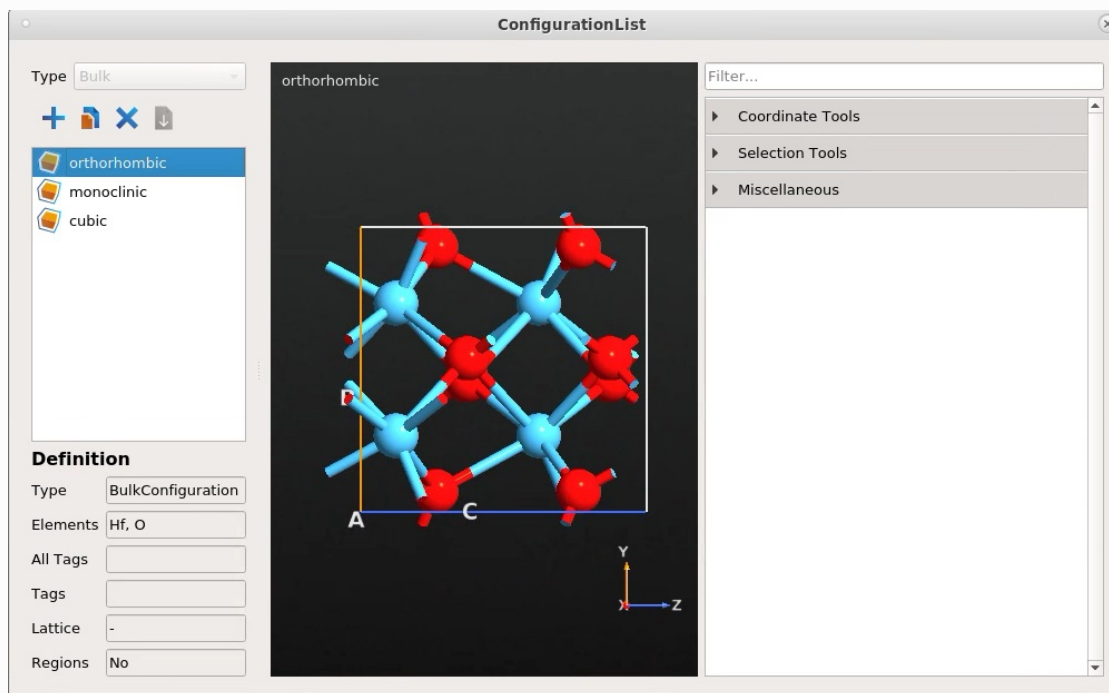 ConfigurationList
Type Bulk
orthorhombic
monoclinic
cubic
Definition
Type BulkConfiguration
Elements Hf, O
All Tags
Tags
Lattice -
Regions No
orthorhombic
B
A
C
Y
X
Z
Filter...
Coordinate Tools
Selection Tools
Miscellaneous